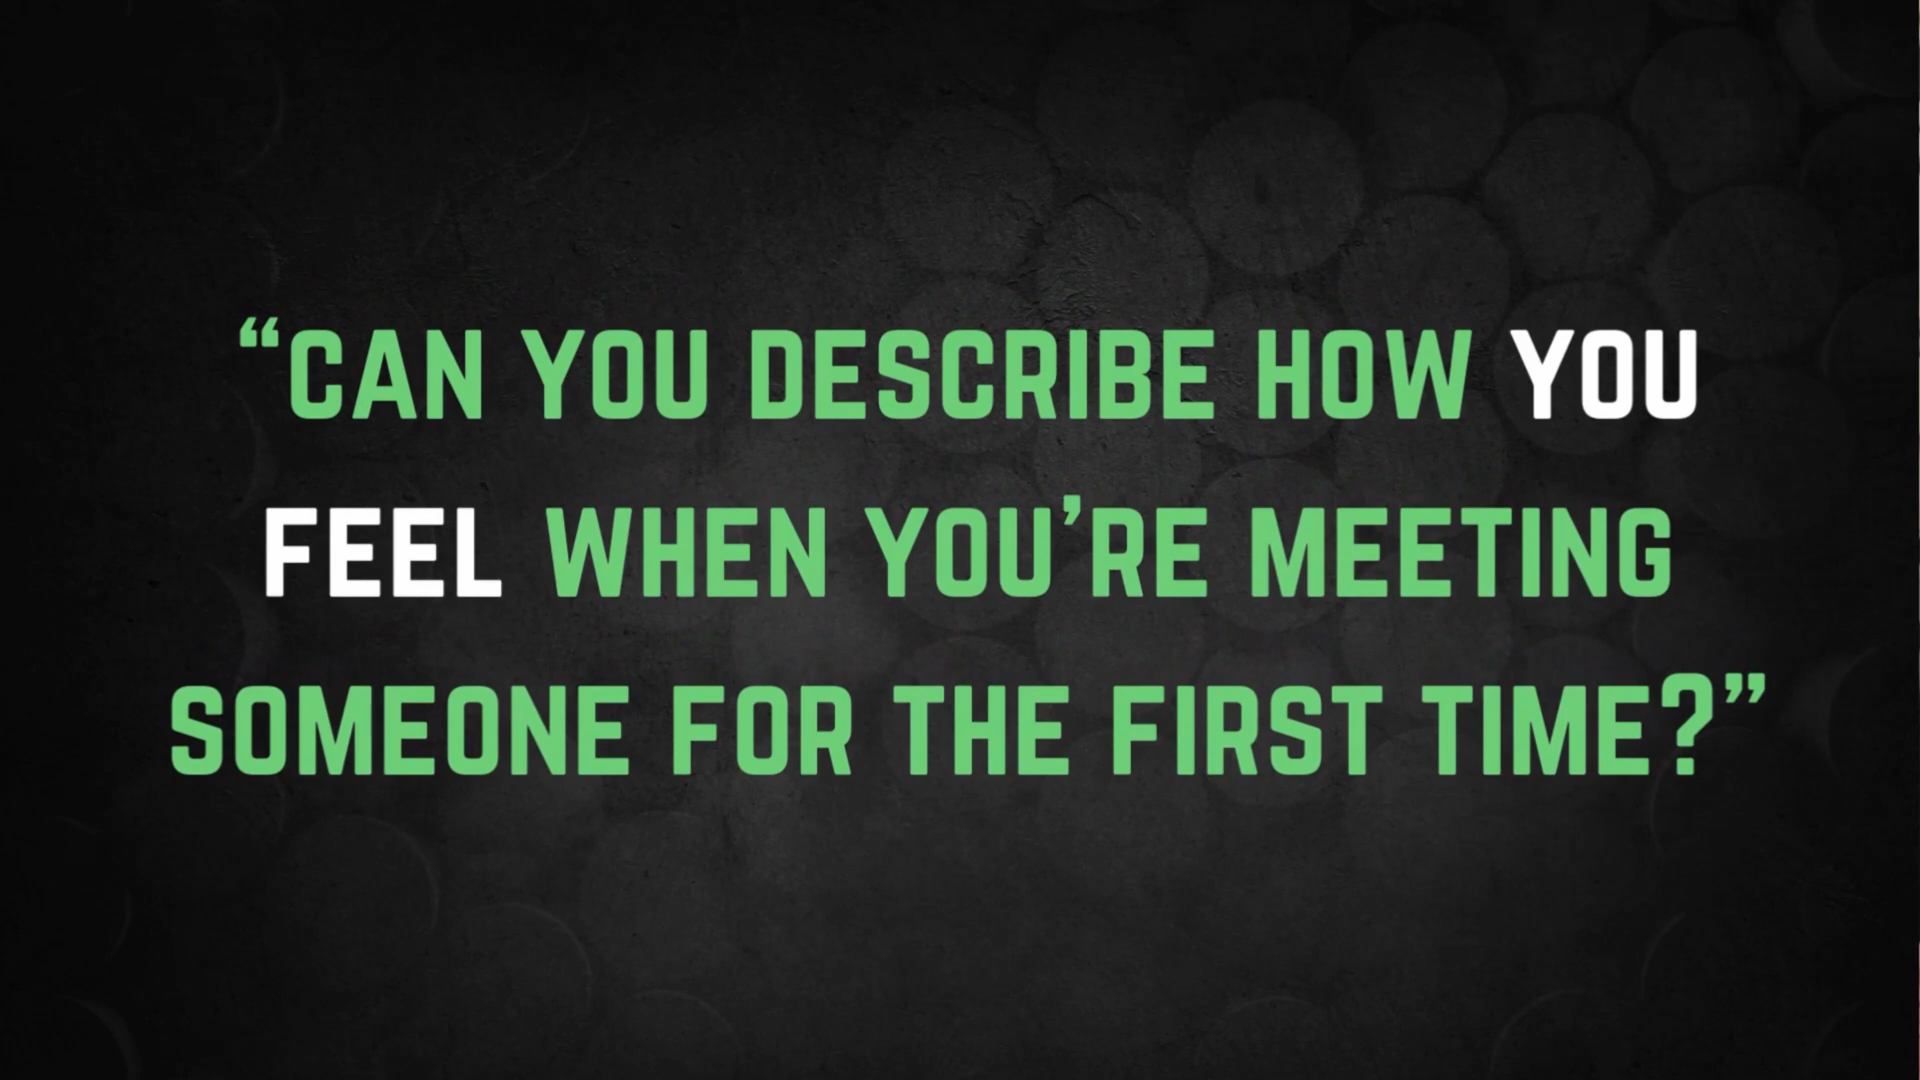 “CAN YOU DESCRIBE HOW YOU
FEEL WHEN YOU’RE MEETING
SOMEONE FOR THE FIRST TIME?”